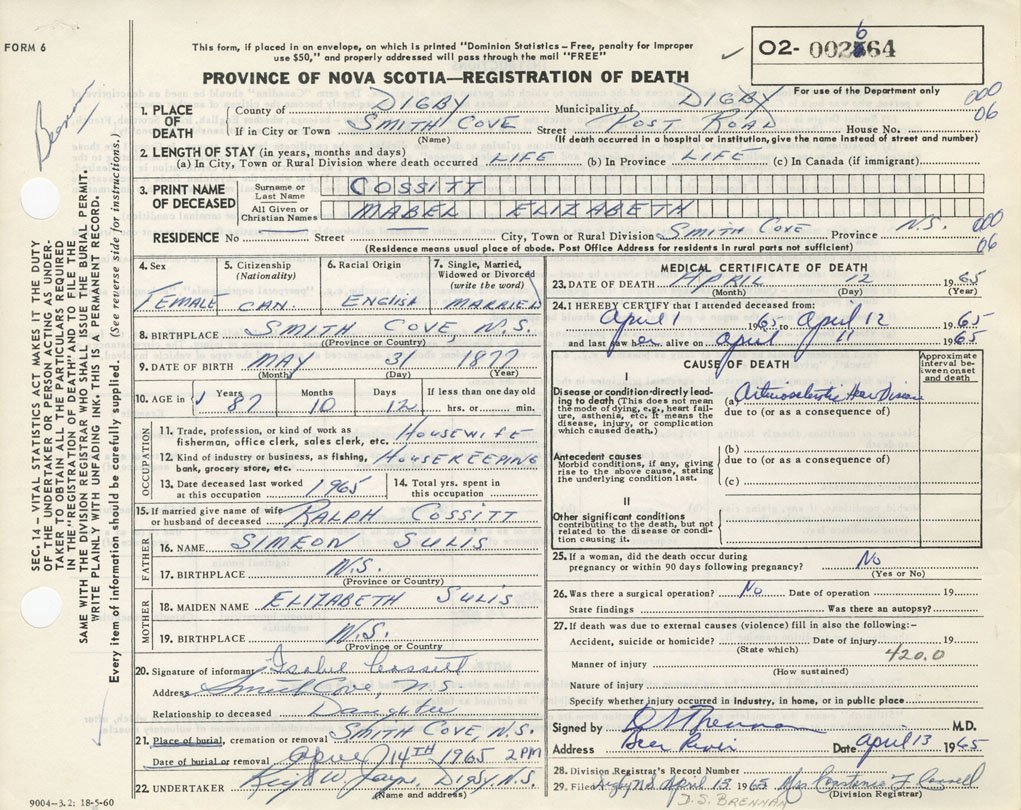 FORM 6
This form, if placed in an envelope, on which is printed "Dominion Statistics – Free, penalty for improper
use $50," and properly addressed will pass through the mail "FREE"
PROVINCE OF NOVA SCOTIA—REGISTRATION OF DEATH
02-
64
For use of the Department only
000
06
1. PLACE OF DEATH
County of DIGBY Municipality of DIGBY
If in City or Town SMITH COVE Street POST ROAD House No.
(Name) (If death occurred in a hospital or institution, give the name instead of street and number)
2. LENGTH OF STAY (in years, months and days)
(a) In City, Town or Rural Division where death occurred LIFE (b) In Province LIFE (c) In Canada (if immigrant)
3. PRINT NAME OF DECEASED
Surname or Last Name COSSITT
All Given or Christian Names MABEL ELIZABETH
RESIDENCE No Street City, Town or Rural Division SMITH COVE Province N.S.
000
06
(Residence means usual place of abode. Post Office Address for residents in rural parts not sufficient)
4. Sex FEMALE
5. Citizenship (Nationality) CAN.
6. Racial Origin ENGLISH
7. Single, Married, Widowed or Divorced (write the word) MARRIED
8. BIRTHPLACE SMITH COVE, N.S.
(Province or Country)
9. DATE OF BIRTH MAY 31 1877
(Month) (Day) (Year)
10. AGE in Years 87 Months 10 Days 12 If less than one day old hrs. or min.
OCCUPATION
11. Trade, profession, or kind of work as fisherman, office clerk, sales clerk, etc. HOUSEWIFE
12. Kind of industry or business, as fishing, bank, grocery store, etc. HOUSEKEEPING
13. Date deceased last worked at this occupation 1965
14. Total yrs. spent in this occupation
15. If married give name of wife or husband of deceased RALPH COSSITT
FATHER
16. NAME SIMEON SULIS
17. BIRTHPLACE N.S.
(Province or Country)
MOTHER
18. MAIDEN NAME ELIZABETH SULIS
19. BIRTHPLACE N.S.
(Province or Country
20. Signature of informant Isabel Cossitt
Address Smith Cove, N.S.
Relationship to deceased Daughter
21. Place of burial, cremation or removal SMITH COVE, N.S.
Date of burial or removal April 14TH 1965 2PM
22. UNDERTAKER W. Jayne, Digby, N.S.
(Name and address)
9004–3.2: 18-5-60
MEDICAL CERTIFICATE OF DEATH
23. DATE OF DEATH APRIL 12 1965
(Month) (Day) (Year)
24. I HEREBY CERTIFY that I attended deceased from:
April 1 1965 to April 12 1965
and last saw her alive on April 11 1965
CAUSE OF DEATH
Approximate interval between onset and death
I
Disease or condition directly leading to death (This does not mean the mode of dying, e.g., heart failure, asthenia, etc. It means the disease, injury, or complication which caused death.)
(a) Arteriosclerotic Heart Disease
due to (or as a consequence of)
Antecedent causes
Morbid conditions, if any, giving rise to the above cause, stating the underlying condition last.
(b)
due to (or as a consequence of)
(c)
II
Other significant conditions
contributing to the death, but not related to the disease or condition causing it.
25. If a woman, did the death occur during pregnancy or within 90 days following pregnancy? No
(Yes or No)
26. Was there a surgical operation? No Date of operation 19
State findings Was there an autopsy?
27. If death was due to external causes (violence) fill in also the following:-
Accident, suicide or homicide? Date of injury 19
(State which)
420.0
Manner of injury
(How sustained)
Nature of injury
Specify whether injury occurred in Industry, in home, or in public place
Signed by Brennan M.D.
Address Bear River Date April 13 1965
28. Division Registrar's Record Number
29. Filed April 13 1965 Mrs.
(Division Registrar)
D.S. BRENNAN
SEC. 14 – VITAL STATISTICS ACT MAKES IT THE DUTY
OF THE UNDERTAKER OR PERSON ACTING AS UNDER-
TAKER TO OBTAIN ALL THE PARTICULARS REQUIRED
IN THE "REGISTRATION OF DEATH" AND TO FILE THE
SAME WITH THE DIVISION REGISTRAR WHO SHALL ISSUE THE BURIAL PERMIT.
WRITE PLAINLY WITH UNFADING INK. THIS IS A PERMANENT RECORD.
Every item of information should be carefully supplied. (See reverse side for instructions.)